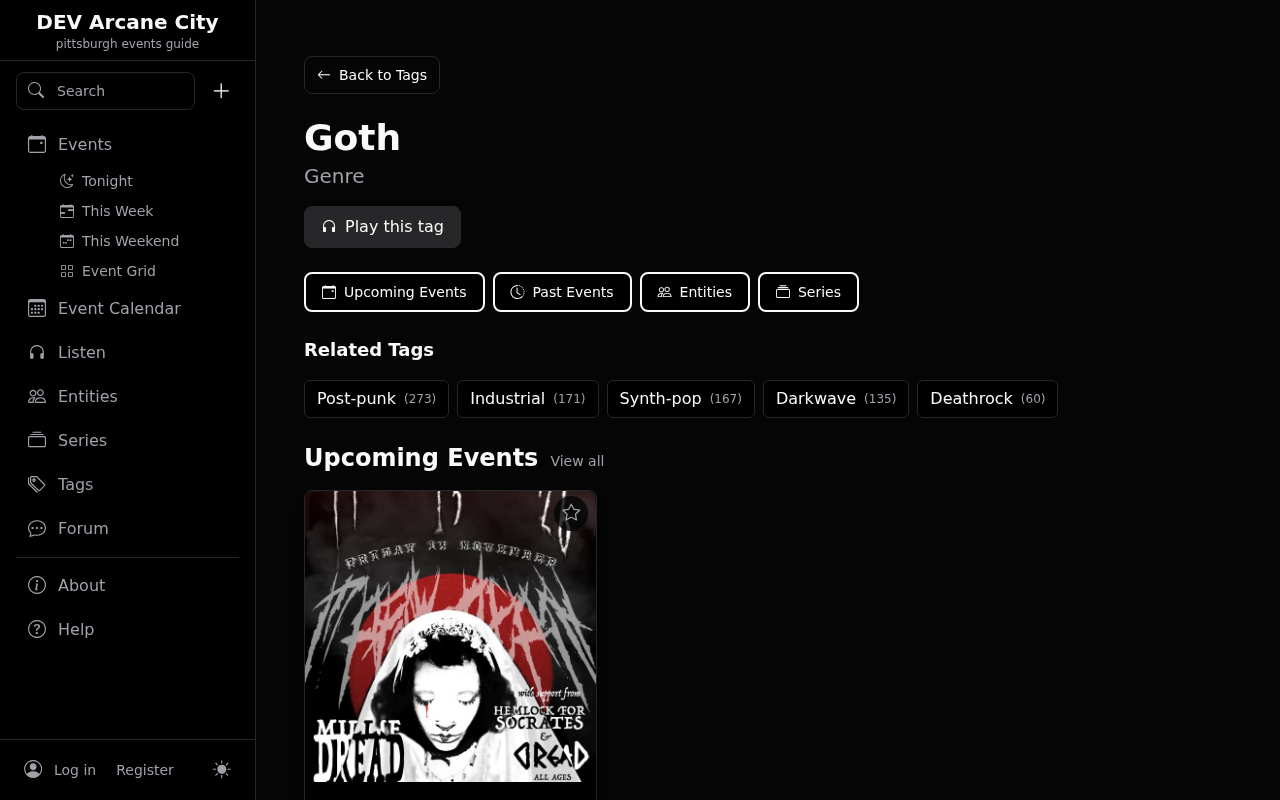 DEV Arcane City
pittsburgh events guide
Search
Events
Tonight
This Week
This Weekend
Event Grid
Event Calendar
Listen
Entities
Series
Tags
Forum
About
Help
Log in
Register
Back to Tags
Goth
Genre
Play this tag
Upcoming Events
Past Events
Entities
Series
Related Tags
Post-punk (273)
Industrial (171)
Synth-pop (167)
Darkwave (135)
Deathrock (60)
Upcoming Events View all
with support from
HEMLOCK FOR
SOCRATES
&
DREAD
MILLIE
DREAD
ALL AGES